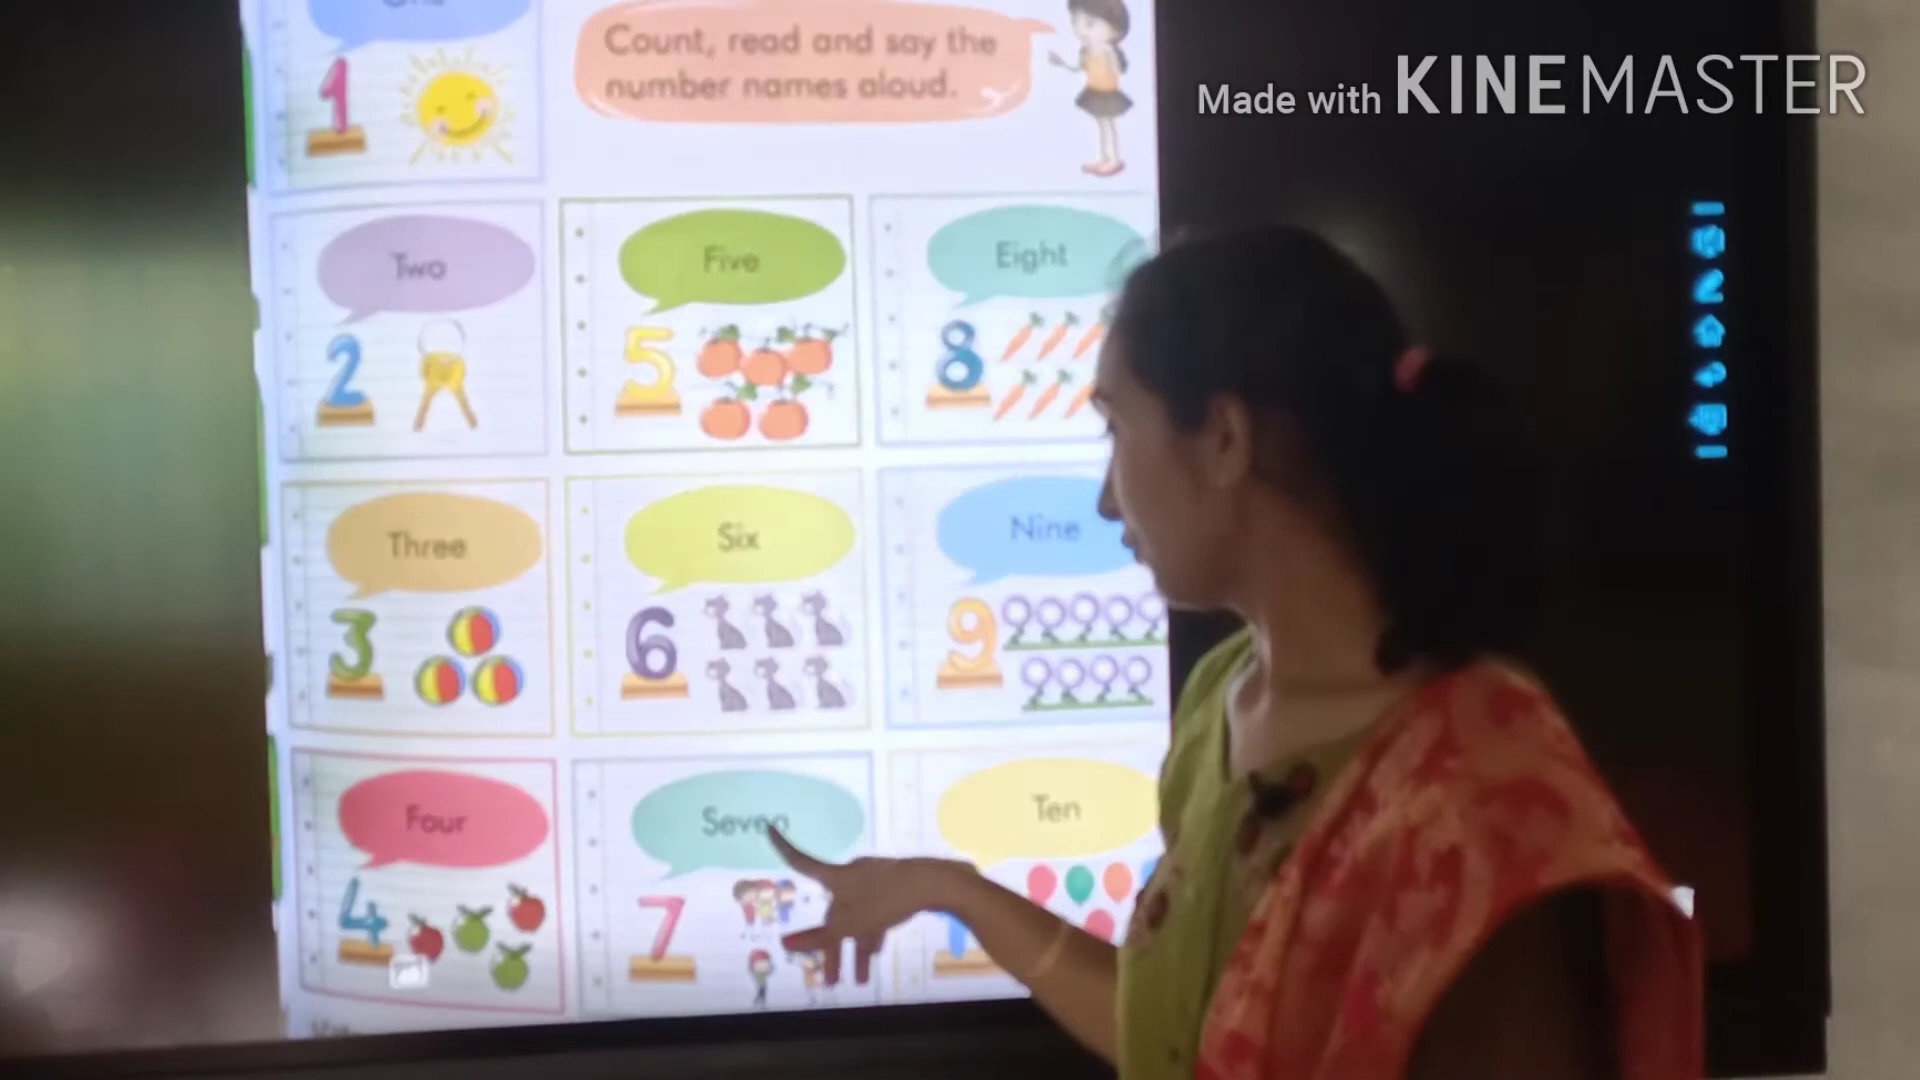 One
1
Count, read and say the
number names aloud.
Made with KINEMASTER
Two
2
Five
5
Eight
8
Three
3
Six
6
Nine
9
Four
4
Seven
7
Ten